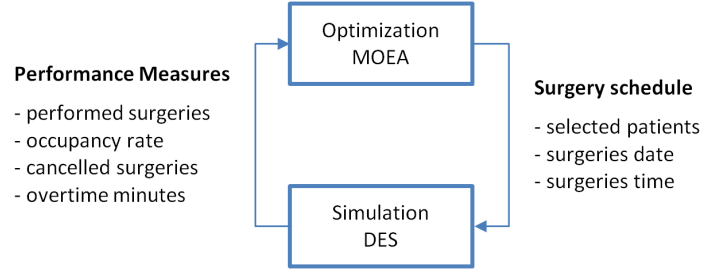 Optimization
MOEA
Performance Measures
- performed surgeries
- occupancy rate
- cancelled surgeries
- overtime minutes
Surgery schedule
- selected patients
- surgeries date
- surgeries time
Simulation
DES